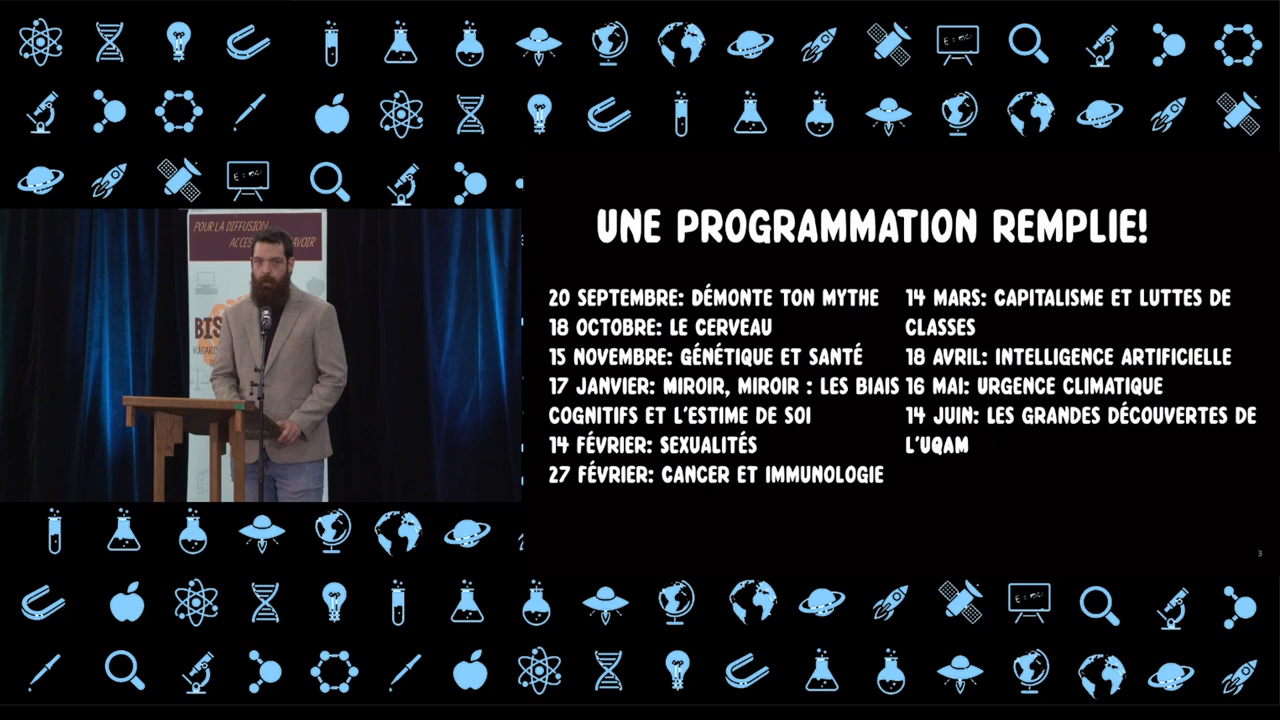 POUR LA DIFFUSION
BIS
UNE PROGRAMMATION REMPLIE!
20 SEPTEMBRE: DÉMONTE TON MYTHE
18 OCTOBRE: LE CERVEAU
15 NOVEMBRE: GÉNÉTIQUE ET SANTÉ
17 JANVIER: MIROIR, MIROIR : LES BIAIS
COGNITIFS ET L'ESTIME DE SOI
14 FÉVRIER: SEXUALITÉS
27 FÉVRIER: CANCER ET IMMUNOLOGIE
14 MARS: CAPITALISME ET LUTTES DE
CLASSES
18 AVRIL: INTELLIGENCE ARTIFICIELLE
16 MAI: URGENCE CLIMATIQUE
14 JUIN: LES GRANDES DÉCOUVERTES DE
L'UQAM
3